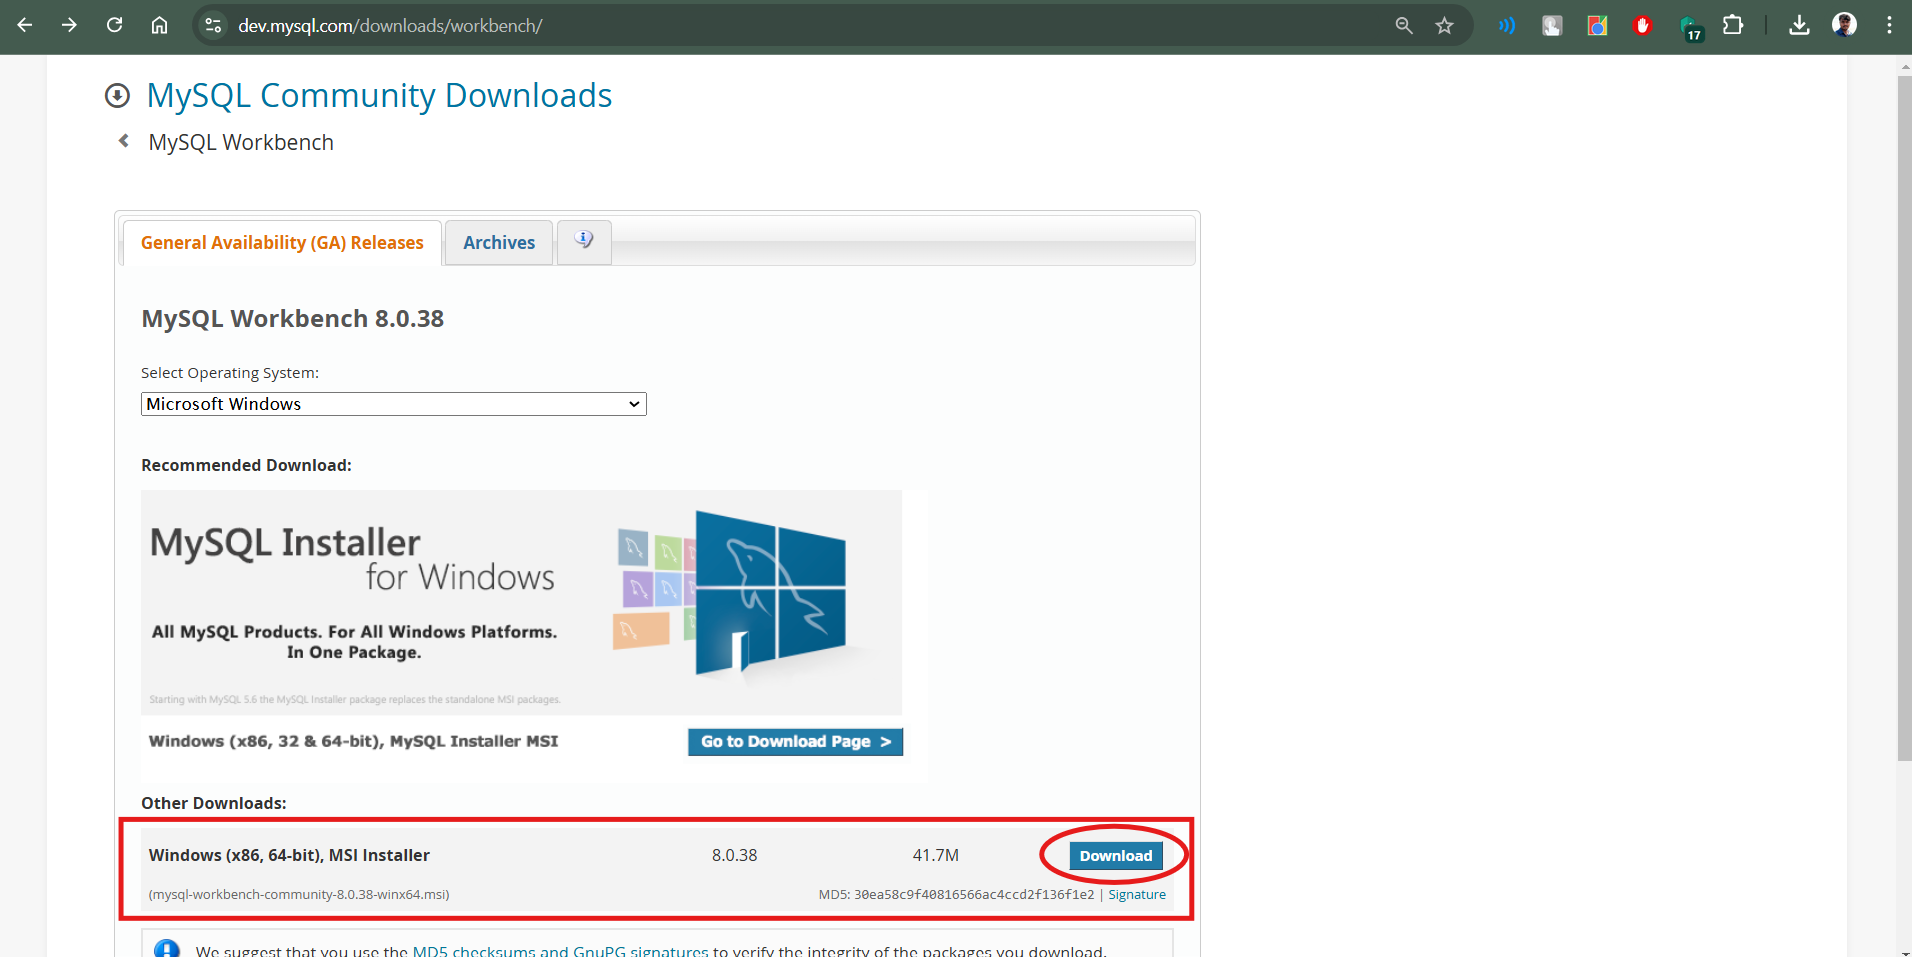 dev.mysql.com/downloads/workbench/
17
MySQL Community Downloads
MySQL Workbench
General Availability (GA) Releases
Archives
MySQL Workbench 8.0.38
Select Operating System:
Microsoft Windows
Recommended Download:
MySQL Installer
for Windows
All MySQL Products. For All Windows Platforms.
In One Package.
Starting with MySQL 5.6 the MySQL Installer package replaces the standalone MSI packages.
Windows (x86, 32 & 64-bit), MySQL Installer MSI
Go to Download Page >
Other Downloads:
Windows (x86, 64-bit), MSI Installer 8.0.38 41.7M Download
(mysql-workbench-community-8.0.38-winx64.msi) MD5: 30ea58c9f40816566ac4ccd2f136f1e2 | Signature
We suggest that you use the MD5 checksums and GnuPG signatures to verify the integrity of the packages you download.